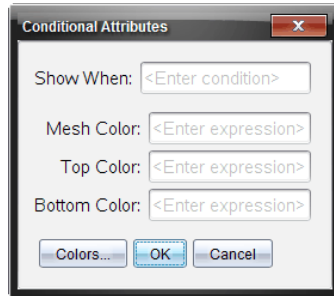 Conditional Attributes
Show When: <Enter condition>
Mesh Color: <Enter expression>
Top Color: <Enter expression>
Bottom Color: <Enter expression>
Colors... OK Cancel